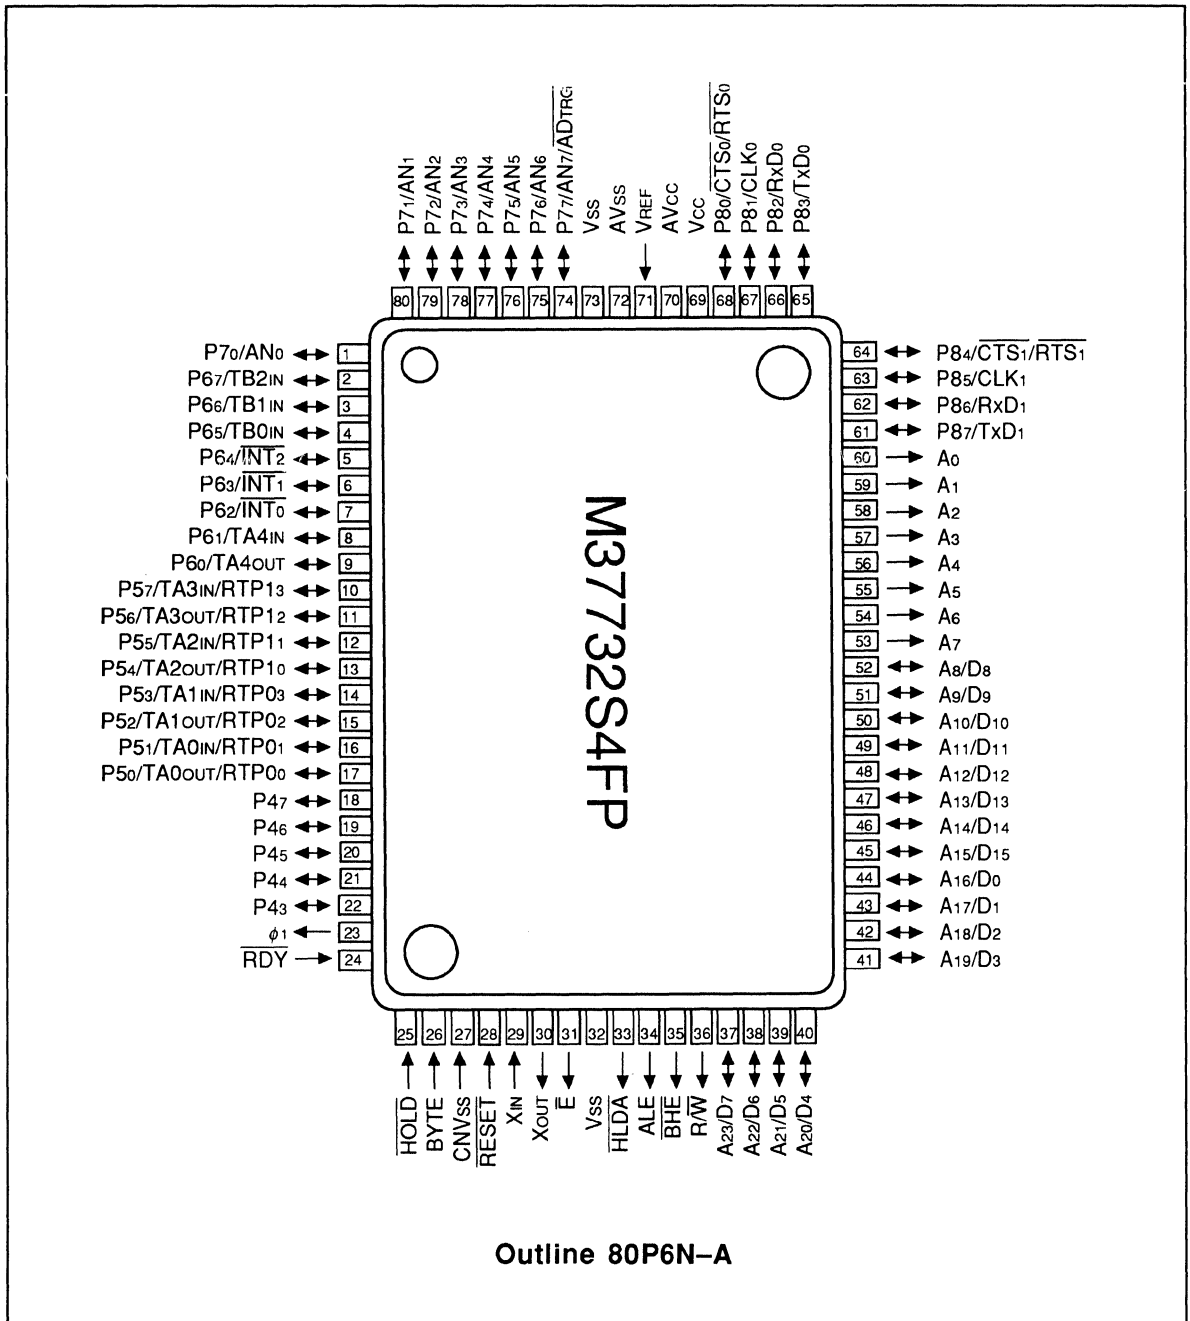 P71/AN1
P72/AN2
P73/AN3
P74/AN4
P75/AN5
P76/AN6
P77/AN7/ADTRG
Vss
AVss
VREF
AVcc
Vcc
P80/CTS0/RTS0
P81/CLK0
P82/RxD0
P83/TxD0
80 79 78 77 76 75 74 73 72 71 70 69 68 67 66 65
P70/AN0 1
P67/TB2IN 2
P66/TB1IN 3
P65/TB0IN 4
P64/INT2 5
P63/INT1 6
P62/INT0 7
P61/TA4IN 8
P60/TA4OUT 9
P57/TA3IN/RTP13 10
P56/TA3OUT/RTP12 11
P55/TA2IN/RTP11 12
P54/TA2OUT/RTP10 13
P53/TA1IN/RTP03 14
P52/TA1OUT/RTP02 15
P51/TA0IN/RTP01 16
P50/TA0OUT/RTP00 17
P47 18
P46 19
P45 20
P44 21
P43 22
φ1 23
RDY 24
M37732S4FP
64 P84/CTS1/RTS1
63 P85/CLK1
62 P86/RxD1
61 P87/TxD1
60 A0
59 A1
58 A2
57 A3
56 A4
55 A5
54 A6
53 A7
52 A8/D8
51 A9/D9
50 A10/D10
49 A11/D11
48 A12/D12
47 A13/D13
46 A14/D14
45 A15/D15
44 A16/D0
43 A17/D1
42 A18/D2
41 A19/D3
25 26 27 28 29 30 31 32 33 34 35 36 37 38 39 40
HOLD
BYTE
CNVss
RESET
XIN
XOUT
E
Vss
HLDA
ALE
BHE
R/W
A23/D7
A22/D6
A21/D5
A20/D4
Outline 80P6N–A